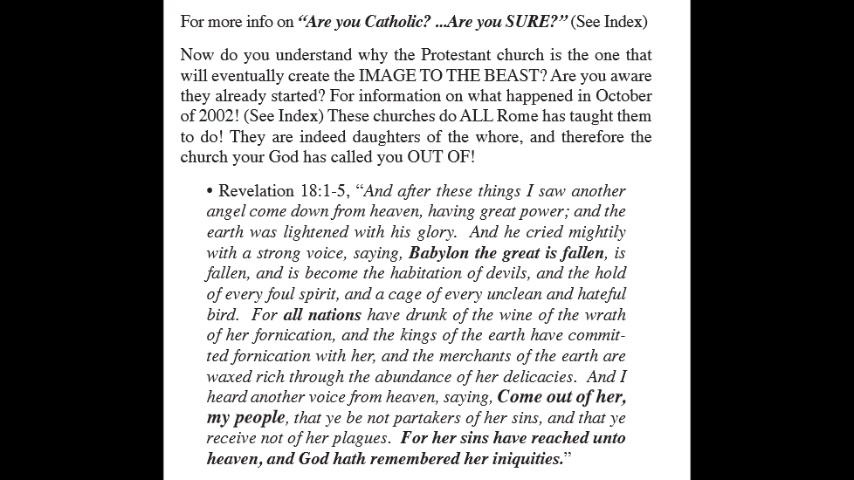 For more info on “Are you Catholic? ...Are you SURE?” (See Index)
Now do you understand why the Protestant church is the one that
will eventually create the IMAGE TO THE BEAST? Are you aware
they already started? For information on what happened in October
of 2002! (See Index) These churches do ALL Rome has taught them
to do! They are indeed daughters of the whore, and therefore the
church your God has called you OUT OF!
• Revelation 18:1-5, “And after these things I saw another
angel come down from heaven, having great power; and the
earth was lightened with his glory. And he cried mightily
with a strong voice, saying, Babylon the great is fallen, is
fallen, and is become the habitation of devils, and the hold
of every foul spirit, and a cage of every unclean and hateful
bird. For all nations have drunk of the wine of the wrath
of her fornication, and the kings of the earth have commit-
ted fornication with her, and the merchants of the earth are
waxed rich through the abundance of her delicacies. And I
heard another voice from heaven, saying, Come out of her,
my people, that ye be not partakers of her sins, and that ye
receive not of her plagues. For her sins have reached unto
heaven, and God hath remembered her iniquities.”